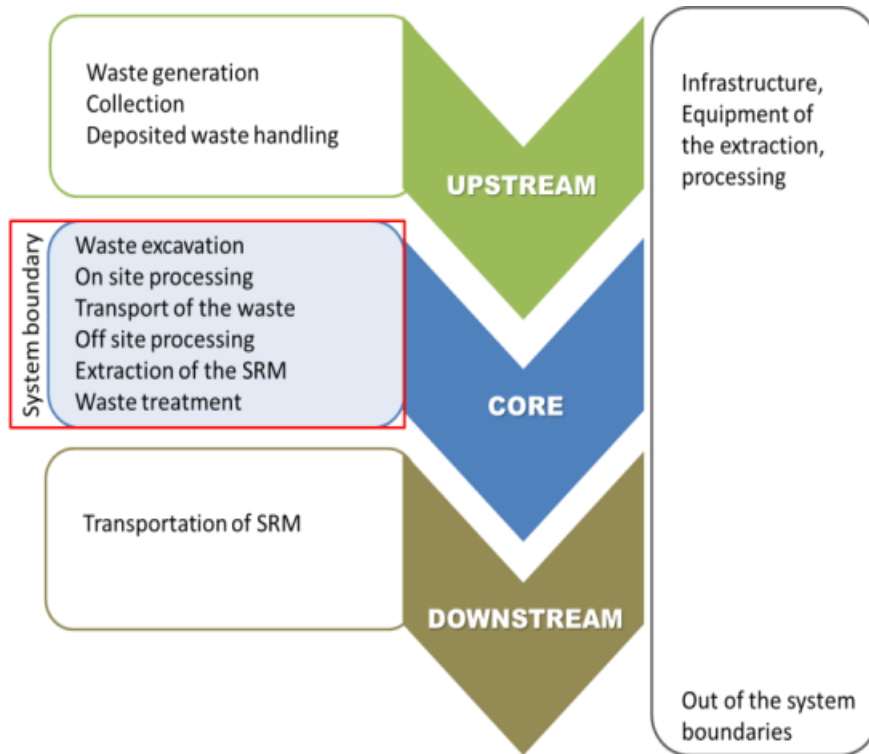 Waste generation
Collection
Deposited waste handling
UPSTREAM
Infrastructure,
Equipment of
the extraction,
processing
System boundary
Waste excavation
On site processing
Transport of the waste
Off site processing
Extraction of the SRM
Waste treatment
CORE
Transportation of SRM
DOWNSTREAM
Out of the system
boundaries